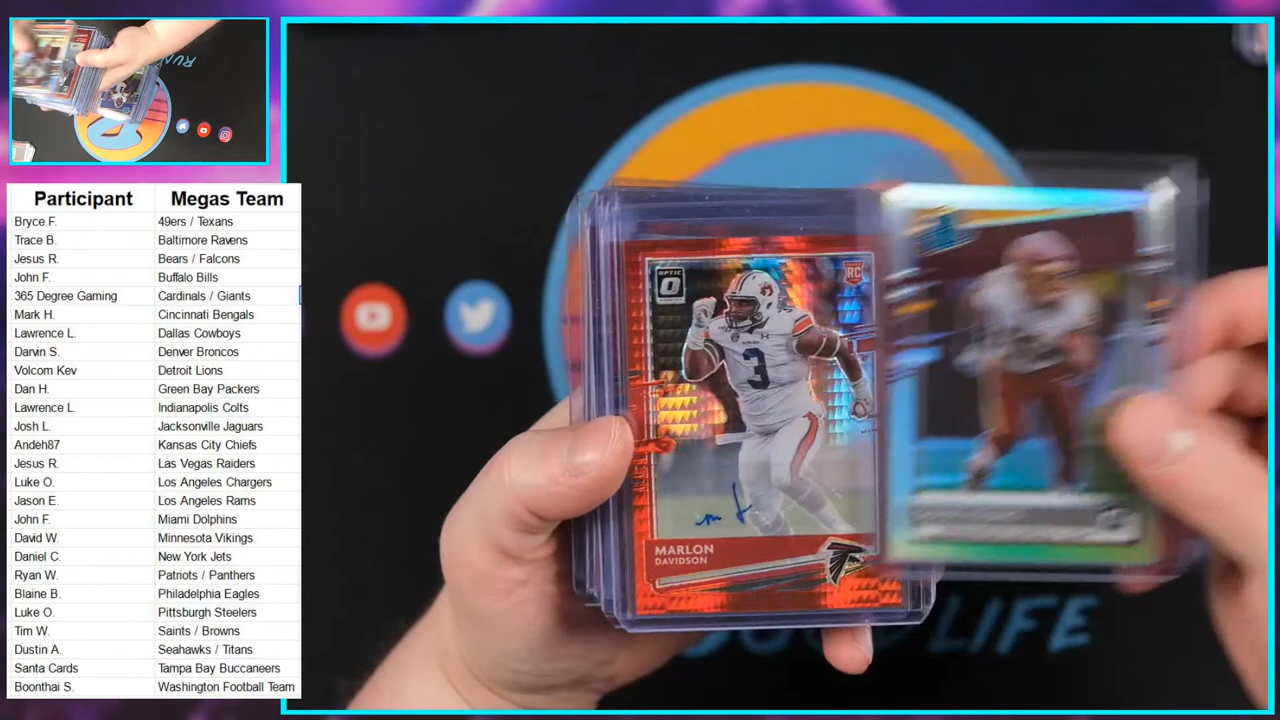 Participant Megas Team
Bryce F. 49ers / Texans
Trace B. Baltimore Ravens
Jesus R. Bears / Falcons
John F. Buffalo Bills
365 Degree Gaming Cardinals / Giants
Mark H. Cincinnati Bengals
Lawrence L. Dallas Cowboys
Darvin S. Denver Broncos
Volcom Kev Detroit Lions
Dan H. Green Bay Packers
Lawrence L. Indianapolis Colts
Josh L. Jacksonville Jaguars
Andeh87 Kansas City Chiefs
Jesus R. Las Vegas Raiders
Luke O. Los Angeles Chargers
Jason E. Los Angeles Rams
John F. Miami Dolphins
David W. Minnesota Vikings
Daniel C. New York Jets
Ryan W. Patriots / Panthers
Blaine B. Philadelphia Eagles
Luke O. Pittsburgh Steelers
Tim W. Saints / Browns
Dustin A. Seahawks / Titans
Santa Cards Tampa Bay Buccaneers
Boonthai S. Washington Football Team
OPTIC
RC
3
MARLON
DAVIDSON
LIFE